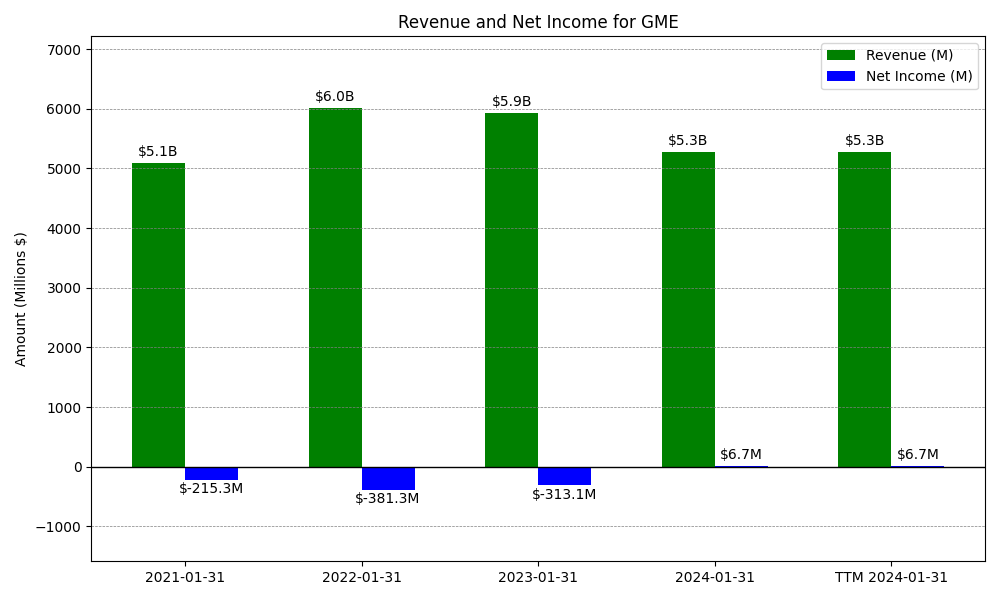 Revenue and Net Income for GME
Revenue (M)
Net Income (M)
Amount (Millions $)
7000
6000
5000
4000
3000
2000
1000
0
−1000
$5.1B
$6.0B
$5.9B
$5.3B
$5.3B
$-215.3M
$-381.3M
$-313.1M
$6.7M
$6.7M
2021-01-31
2022-01-31
2023-01-31
2024-01-31
TTM 2024-01-31